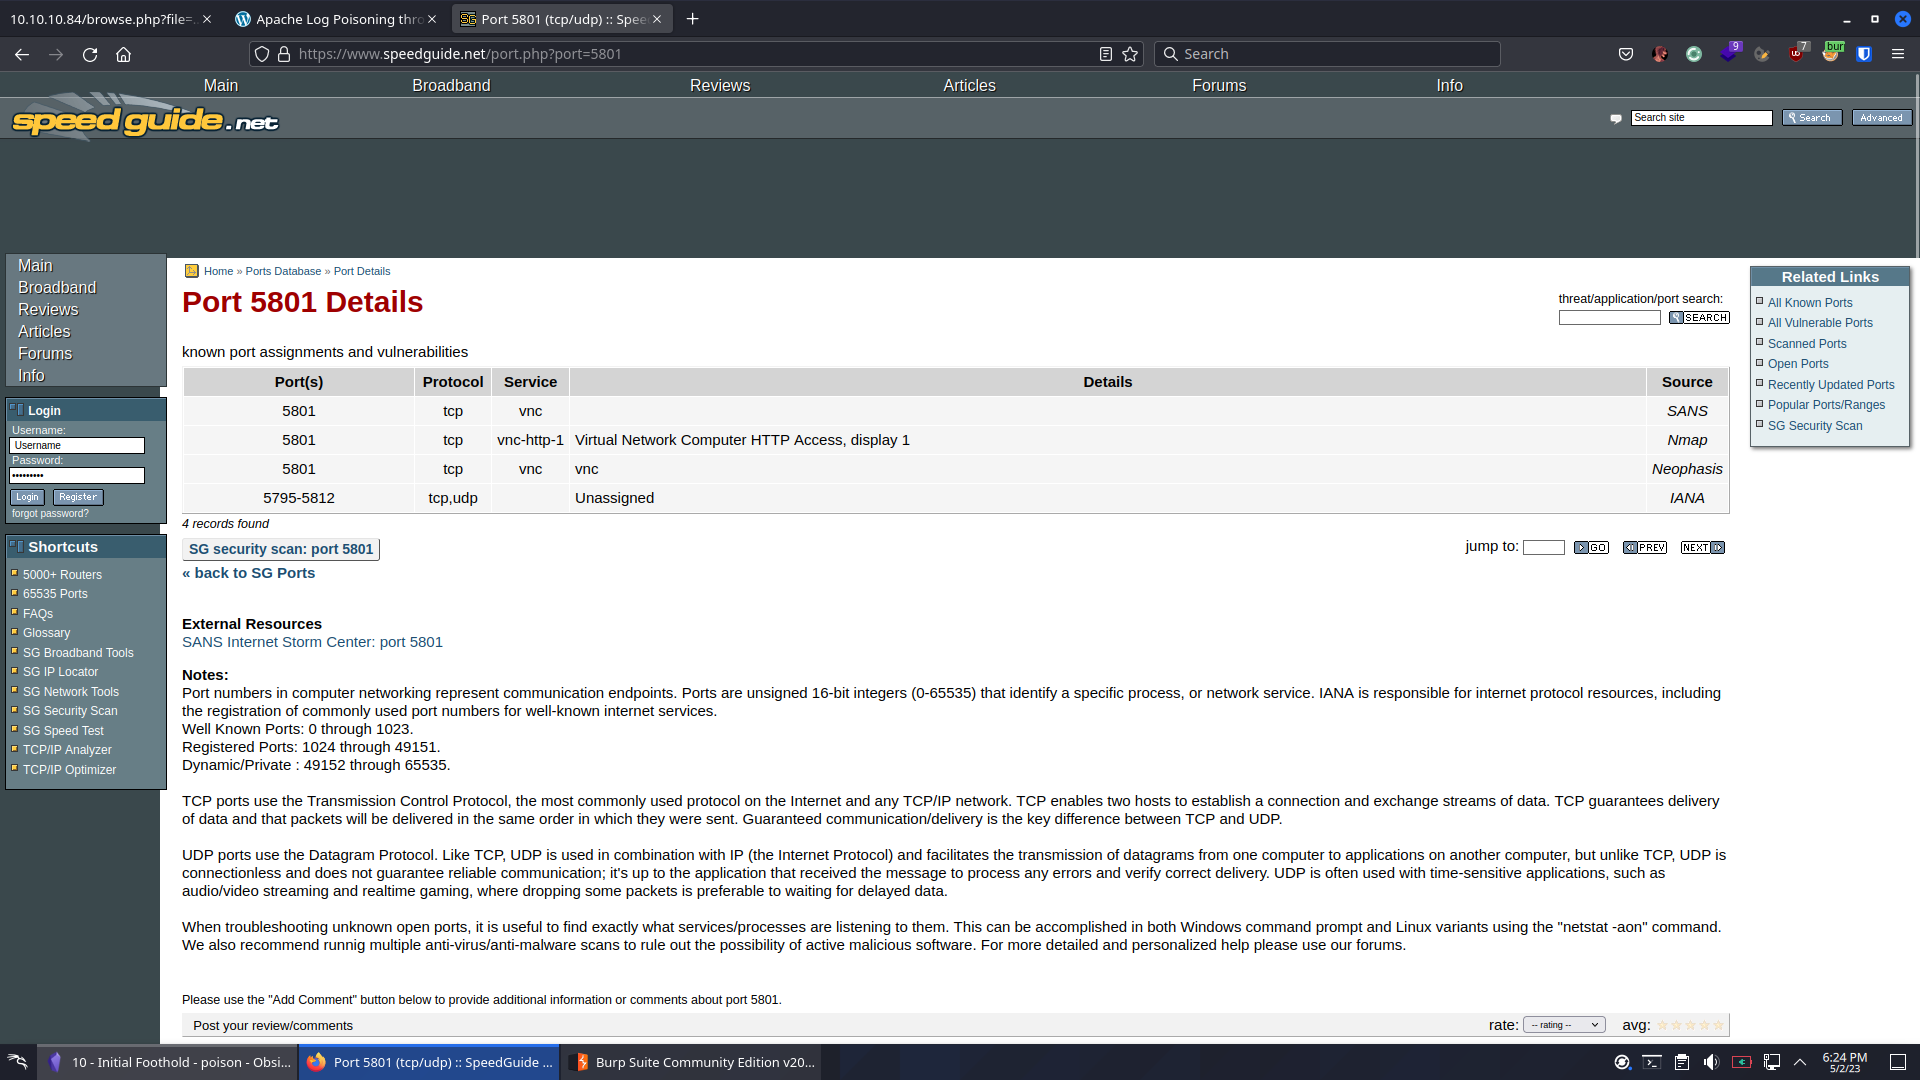 10.10.10.84/browse.php?file=
Apache Log Poisoning thro
Port 5801 (tcp/udp) :: Spee
https://www.speedguide.net/port.php?port=5801
Search
9
7
bur
Main
Broadband
Reviews
Articles
Forums
Info
speed guide.net
Search site
Search
Advanced
Main
Broadband
Reviews
Articles
Forums
Info
Login
Username:
Username
Password:
•••••••••
Login
Register
forgot password?
Shortcuts
5000+ Routers
65535 Ports
FAQs
Glossary
SG Broadband Tools
SG IP Locator
SG Network Tools
SG Security Scan
SG Speed Test
TCP/IP Analyzer
TCP/IP Optimizer
Home » Ports Database » Port Details
Port 5801 Details
threat/application/port search:
SEARCH
known port assignments and vulnerabilities
Port(s) Protocol Service Details Source
5801 tcp vnc SANS
5801 tcp vnc-http-1 Virtual Network Computer HTTP Access, display 1 Nmap
5801 tcp vnc vnc Neophasis
5795-5812 tcp,udp Unassigned IANA
4 records found
SG security scan: port 5801
jump to: GO PREV NEXT
« back to SG Ports
External Resources
SANS Internet Storm Center: port 5801
Notes:
Port numbers in computer networking represent communication endpoints. Ports are unsigned 16-bit integers (0-65535) that identify a specific process, or network service. IANA is responsible for internet protocol resources, including
the registration of commonly used port numbers for well-known internet services.
Well Known Ports: 0 through 1023.
Registered Ports: 1024 through 49151.
Dynamic/Private : 49152 through 65535.
TCP ports use the Transmission Control Protocol, the most commonly used protocol on the Internet and any TCP/IP network. TCP enables two hosts to establish a connection and exchange streams of data. TCP guarantees delivery
of data and that packets will be delivered in the same order in which they were sent. Guaranteed communication/delivery is the key difference between TCP and UDP.
UDP ports use the Datagram Protocol. Like TCP, UDP is used in combination with IP (the Internet Protocol) and facilitates the transmission of datagrams from one computer to applications on another computer, but unlike TCP, UDP is
connectionless and does not guarantee reliable communication; it's up to the application that received the message to process any errors and verify correct delivery. UDP is often used with time-sensitive applications, such as
audio/video streaming and realtime gaming, where dropping some packets is preferable to waiting for delayed data.
When troubleshooting unknown open ports, it is useful to find exactly what services/processes are listening to them. This can be accomplished in both Windows command prompt and Linux variants using the "netstat -aon" command.
We also recommend runnig multiple anti-virus/anti-malware scans to rule out the possibility of active malicious software. For more detailed and personalized help please use our forums.
Please use the "Add Comment" button below to provide additional information or comments about port 5801.
Post your review/comments
rate: -- rating -- avg: ☆☆☆☆☆
Related Links
All Known Ports
All Vulnerable Ports
Scanned Ports
Open Ports
Recently Updated Ports
Popular Ports/Ranges
SG Security Scan
10 - Initial Foothold - poison - Obsi...
Port 5801 (tcp/udp) :: SpeedGuide ...
Burp Suite Community Edition v20...
6:24 PM
5/2/23